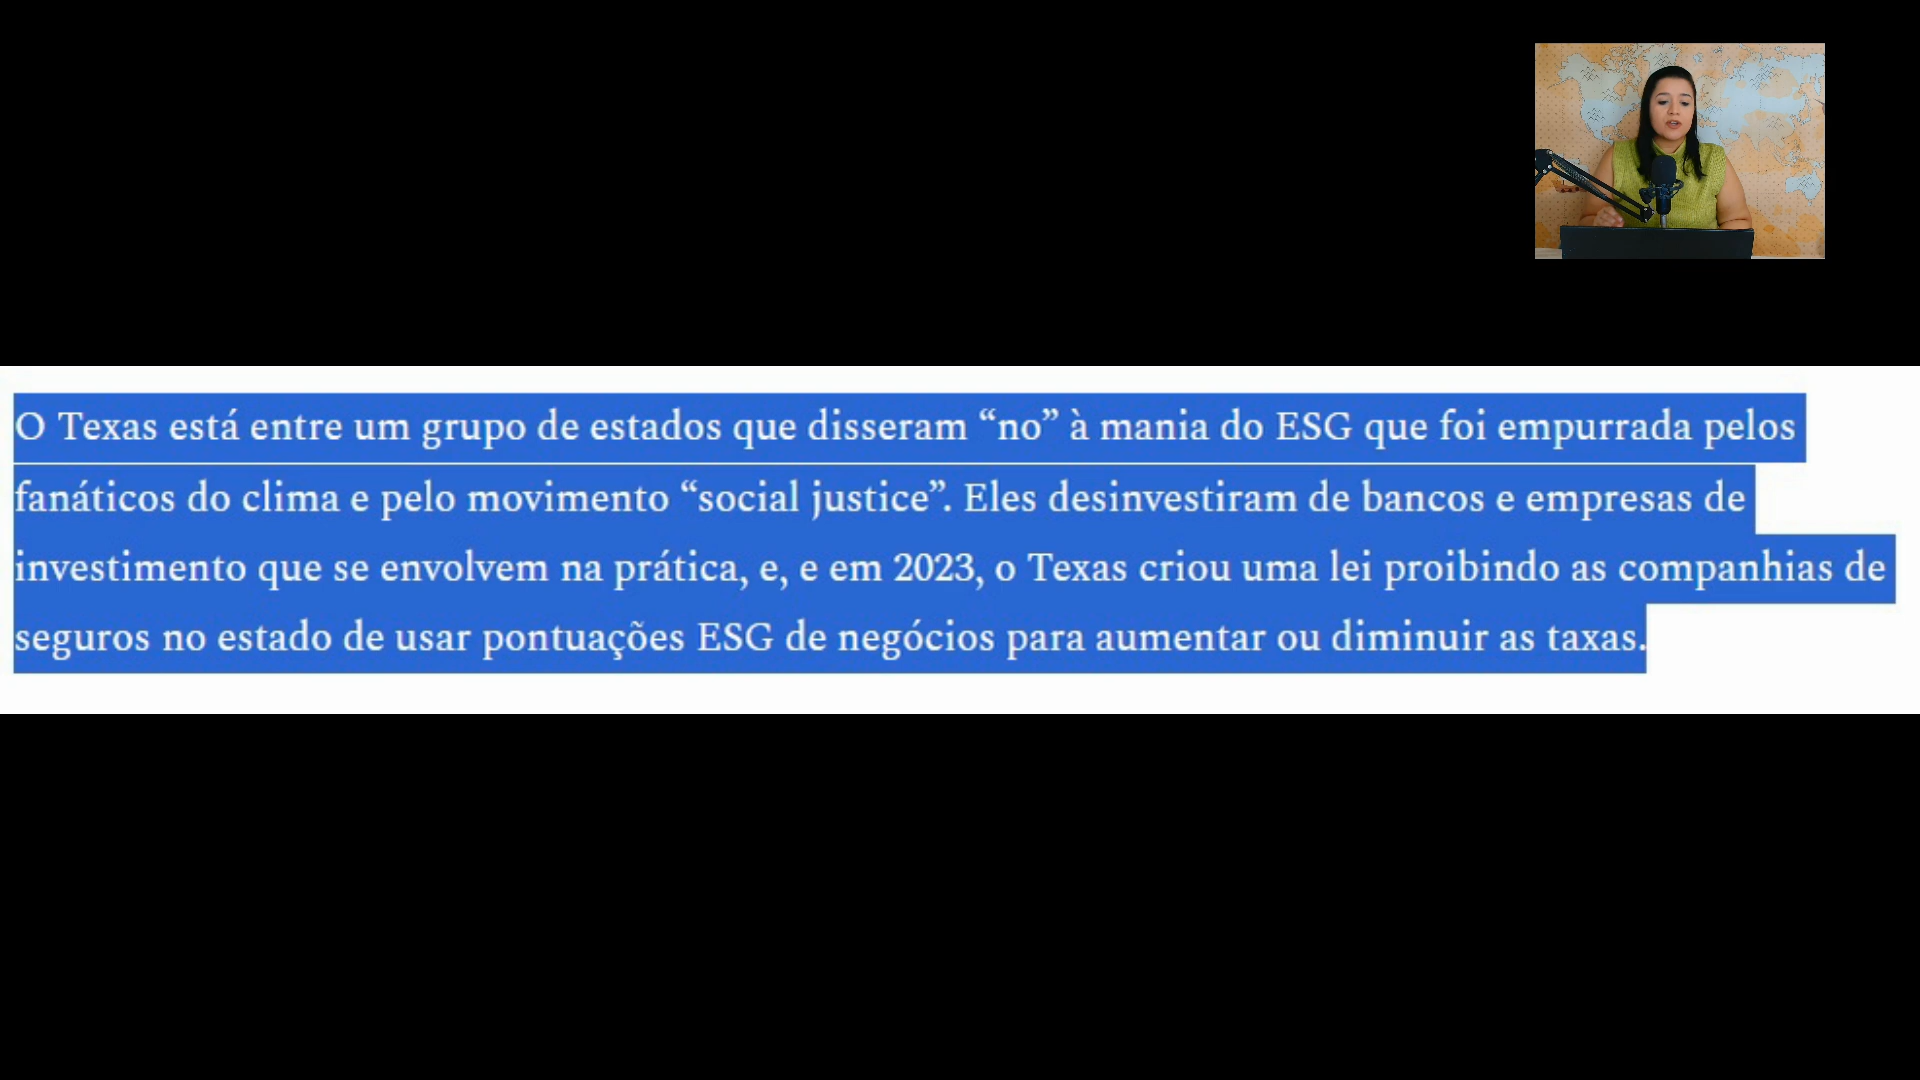 O Texas está entre um grupo de estados que disseram “no” à mania do ESG que foi empurrada pelos
fanáticos do clima e pelo movimento “social justice”. Eles desinvestiram de bancos e empresas de
investimento que se envolvem na prática, e, e em 2023, o Texas criou uma lei proibindo as companhias de
seguros no estado de usar pontuações ESG de negócios para aumentar ou diminuir as taxas.